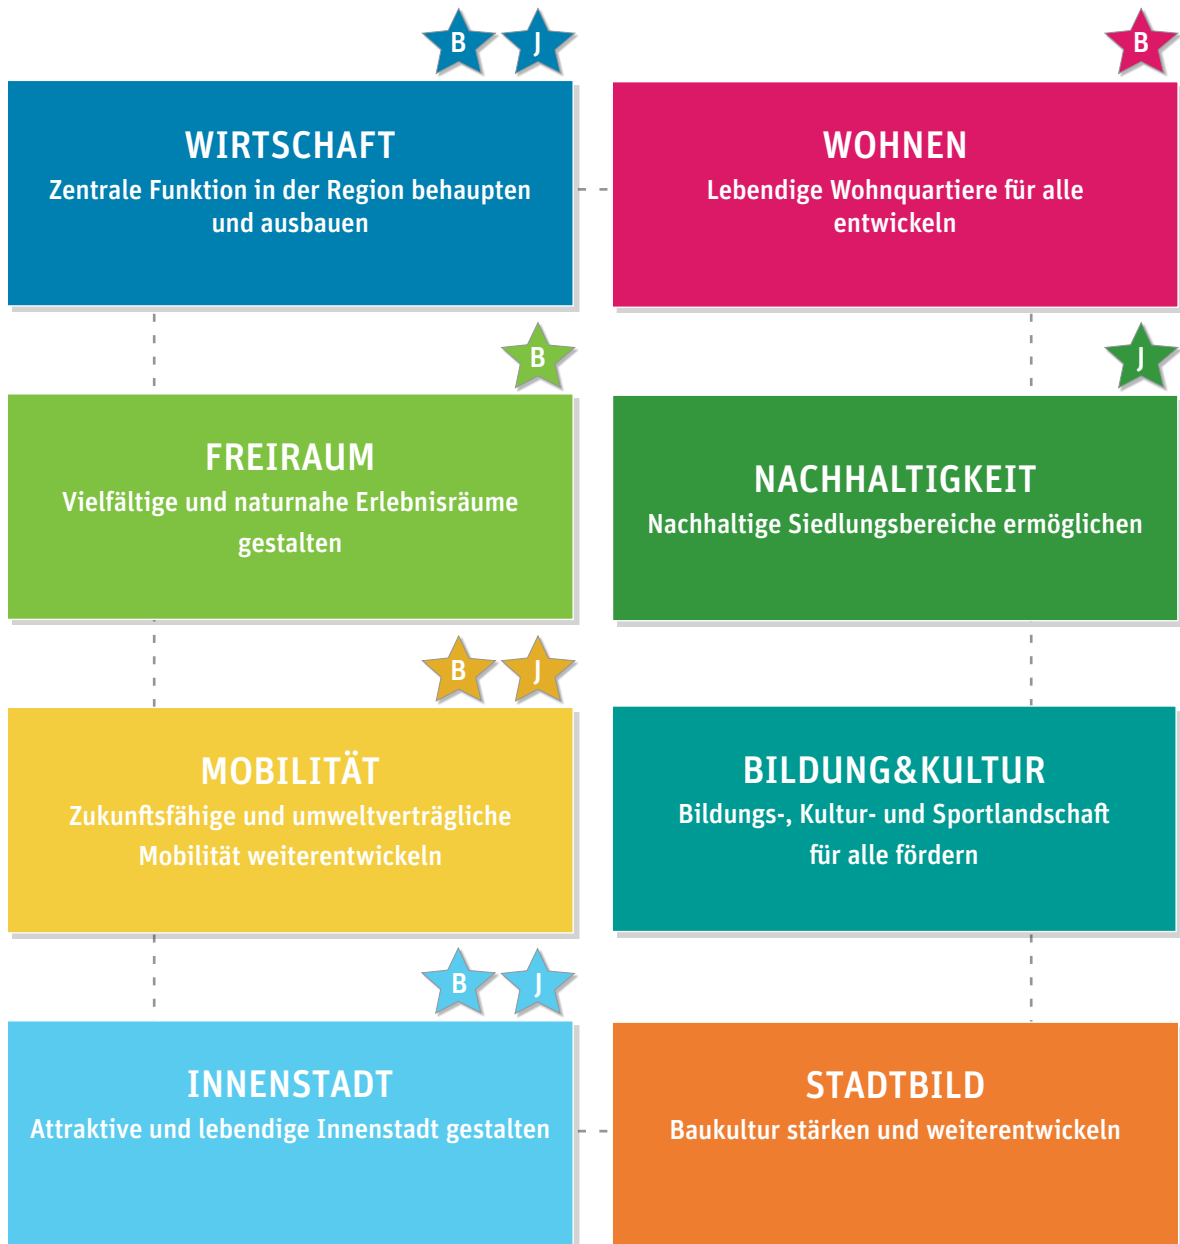 B J
WIRTSCHAFT
Zentrale Funktion in der Region behaupten
und ausbauen
B
WOHNEN
Lebendige Wohnquartiere für alle
entwickeln
B
FREIRAUM
Vielfältige und naturnahe Erlebnisräume
gestalten
J
NACHHALTIGKEIT
Nachhaltige Siedlungsbereiche ermöglichen
B J
MOBILITÄT
Zukunftsfähige und umweltverträgliche
Mobilität weiterentwickeln
BILDUNG&KULTUR
Bildungs-, Kultur- und Sportlandschaft
für alle fördern
B J
INNENSTADT
Attraktive und lebendige Innenstadt gestalten
STADTBILD
Baukultur stärken und weiterentwickeln